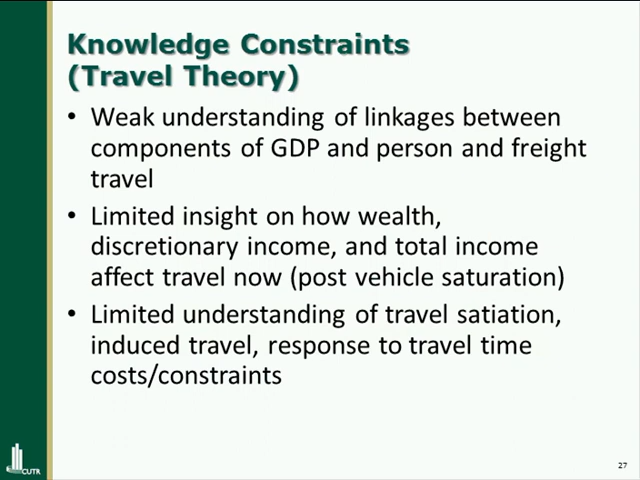 Knowledge Constraints
(Travel Theory)
• Weak understanding of linkages between
components of GDP and person and freight
travel
• Limited insight on how wealth,
discretionary income, and total income
affect travel now (post vehicle saturation)
• Limited understanding of travel satiation,
induced travel, response to travel time
costs/constraints
CUTR
27